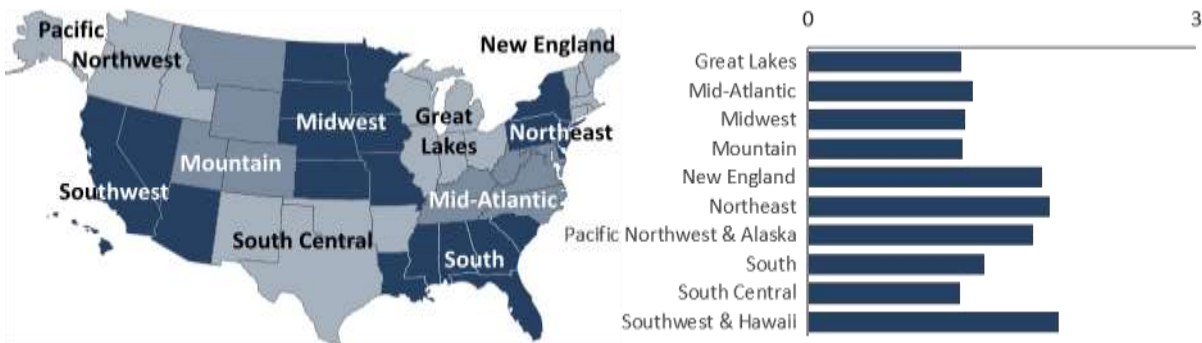 Pacific
Northwest
New England
Midwest
Great
Lakes
Northeast
Mountain
Southwest
Mid-Atlantic
South Central
South
0 3
Great Lakes
Mid-Atlantic
Midwest
Mountain
New England
Northeast
Pacific Northwest & Alaska
South
South Central
Southwest & Hawaii